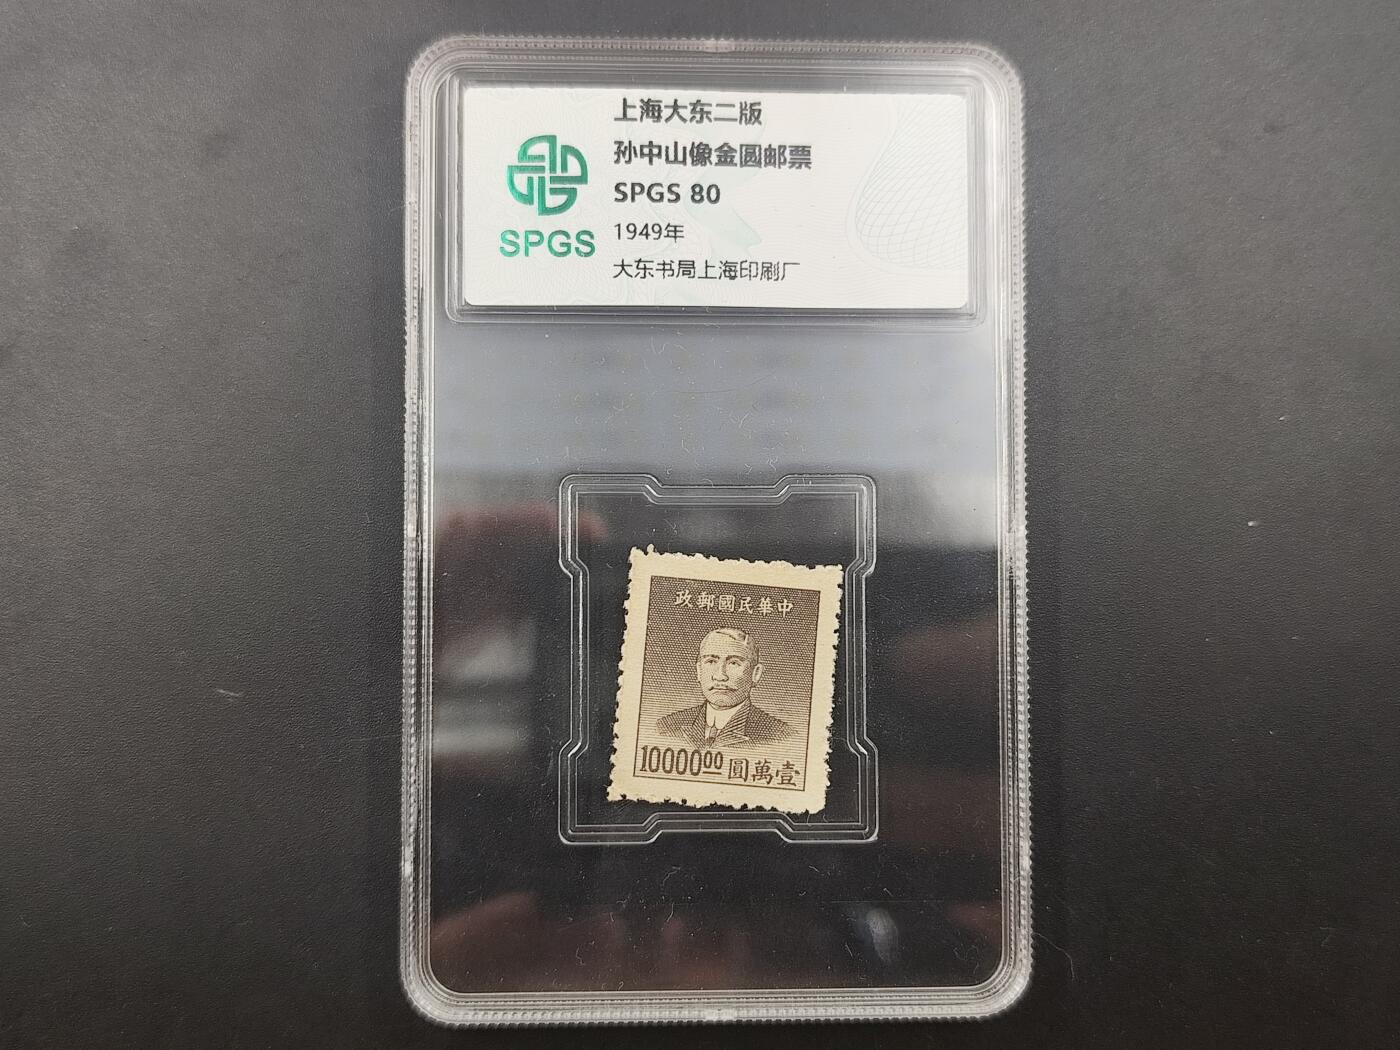 上海大东二版
孙中山像金圆邮票
SPGS 80
1949年
大东书局上海印刷厂
SPGS
政郵國民華中
1000000 圓萬壹